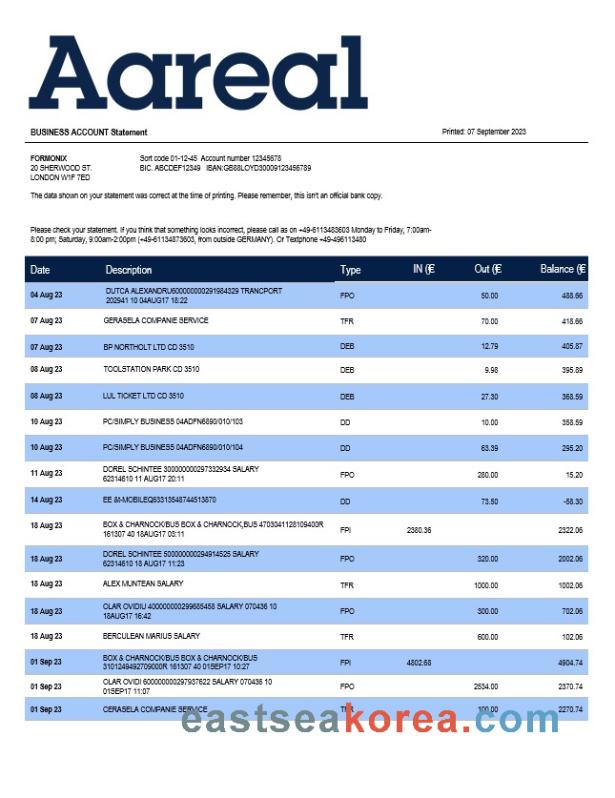 Aareal
BUSINESS ACCOUNT Statement Printed: 07 September 2023
FORMONIX Sort code 01-12-45 Account number 12345678
20 SHERWOOD ST. BIC. ABCDEF12349 IBAN:GB88LOYD30009123456789
LONDON W1F 7ED
The data shown on your statement was correct at the time of printing. Please remember, this isn't an official bank copy.
Please check your statement. If you think that something looks incorrect, please call as on +49-6113483603 Monday to Friday, 7:00am-
8:00 pm; Saturday, 9:00am-2:00pm (+49-61134873603, from outside GERMANY). Or Textphone +49-496113480
Date Description Type IN (€ Out (€ Balance (€
04 Aug 23 DUTCA ALEXANDRU600000000291984329 TRANCPORT FPO 50.00 488.66
202941 10 04AUG17 18:22
07 Aug 23 GERASELA COMPANIE SERVICE TFR 70.00 418.66
07 Aug 23 BP NORTHOLT LTD CD 3510 DEB 12.79 405.87
08 Aug 23 TOOLSTATION PARK CD 3510 DEB 9.98 395.89
08 Aug 23 LUL TICKET LTD CD 3510 DEB 27.30 368.59
10 Aug 23 PC/SIMPLY BUSINESS 04ADFN6890/010/103 DD 10.00 358.59
10 Aug 23 PC/SIMPLY BUSINESS 04ADFN6890/010/104 DD 63.39 295.20
11 Aug 23 DOREL SCHINTEE 300000000297332934 SALARY FPO 280.00 15.20
62314610 11 AUG17 20:11
14 Aug 23 EE &t-MOBILEQ63313548744513870 DD 73.50 -58.30
18 Aug 23 BOX & CHARNOCK/BUS BOX & CHARNOCK,BUS 4703041128109400R FPI 2380.36 2322.06
161307 40 18AUG17 03:11
18 Aug 23 DOREL SCHINTEE 500000000294914525 SALARY FPO 320.00 2002.06
62314610 18 AUG17 11:23
18 Aug 23 ALEX MUNTEAN SALARY TFR 1000.00 1002.06
18 Aug 23 OLAR OVIDIU 400000000299685488 SALARY 070436 10 FPO 300.00 702.06
18AUG17 16:42
18 Aug 23 BERCULEAN MARIUS SALARY TFR 600.00 102.06
01 Sep 23 BOX & CHARNOCK/BUS BOX & CHARNOCK/BUS FPI 4802.68 4904.74
3101249492709000R 161307 40 01SEP17 10:27
01 Sep 23 OLAR OVIDI 600000000297937622 SALARY 070436 10 FPO 2534.00 2370.74
01SEP17 11:07
01 Sep 23 CERASELA COMPANIE SERVICE TFR 100.00 2270.74
eastseakorea.com